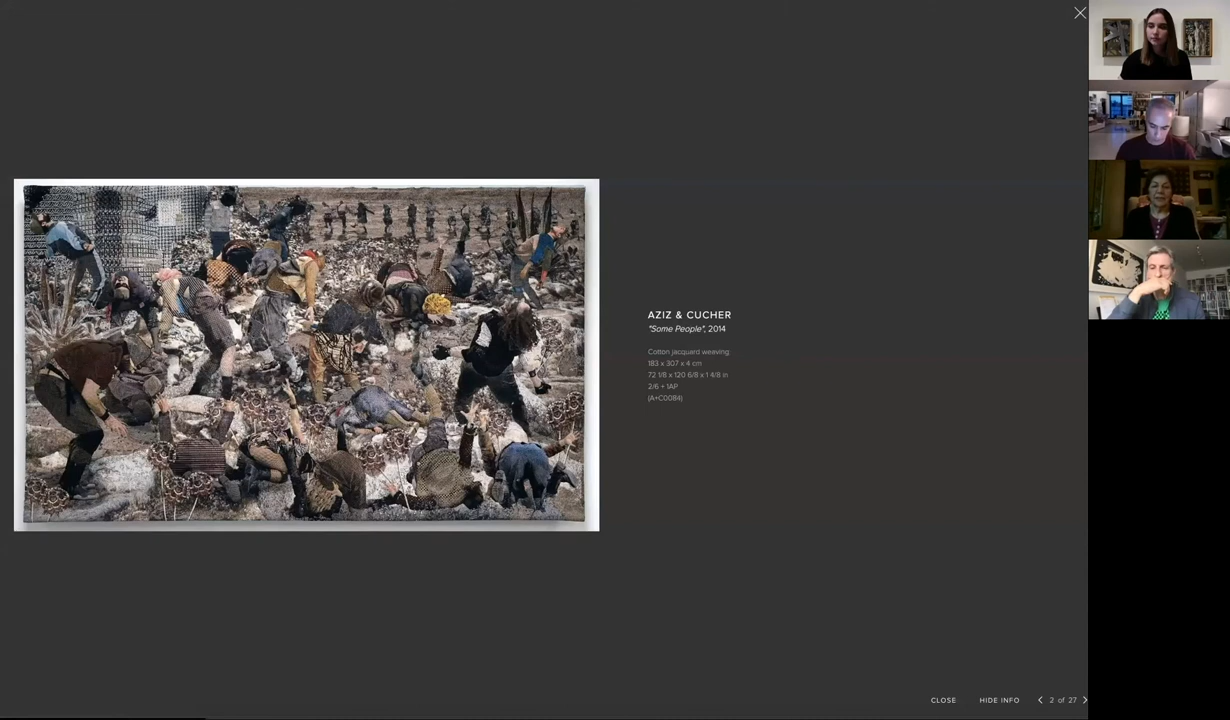 AZIZ & CUCHER
"Some People", 2014
Cotton jacquard weaving
183 x 307 x 4 cm
72 1/8 x 120 6/8 x 1 4/8 in
2/6 + 1AP
(A+C0084)
CLOSE HIDE INFO 2 of 27